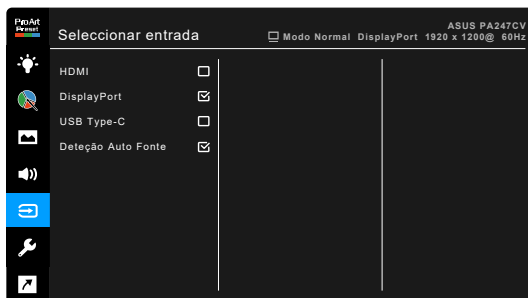 ProArt
Preset
Seleccionar entrada
ASUS PA247CV
Modo Normal DisplayPort 1920 x 1200@ 60Hz
HDMI
DisplayPort
USB Type-C
Deteção Auto Fonte